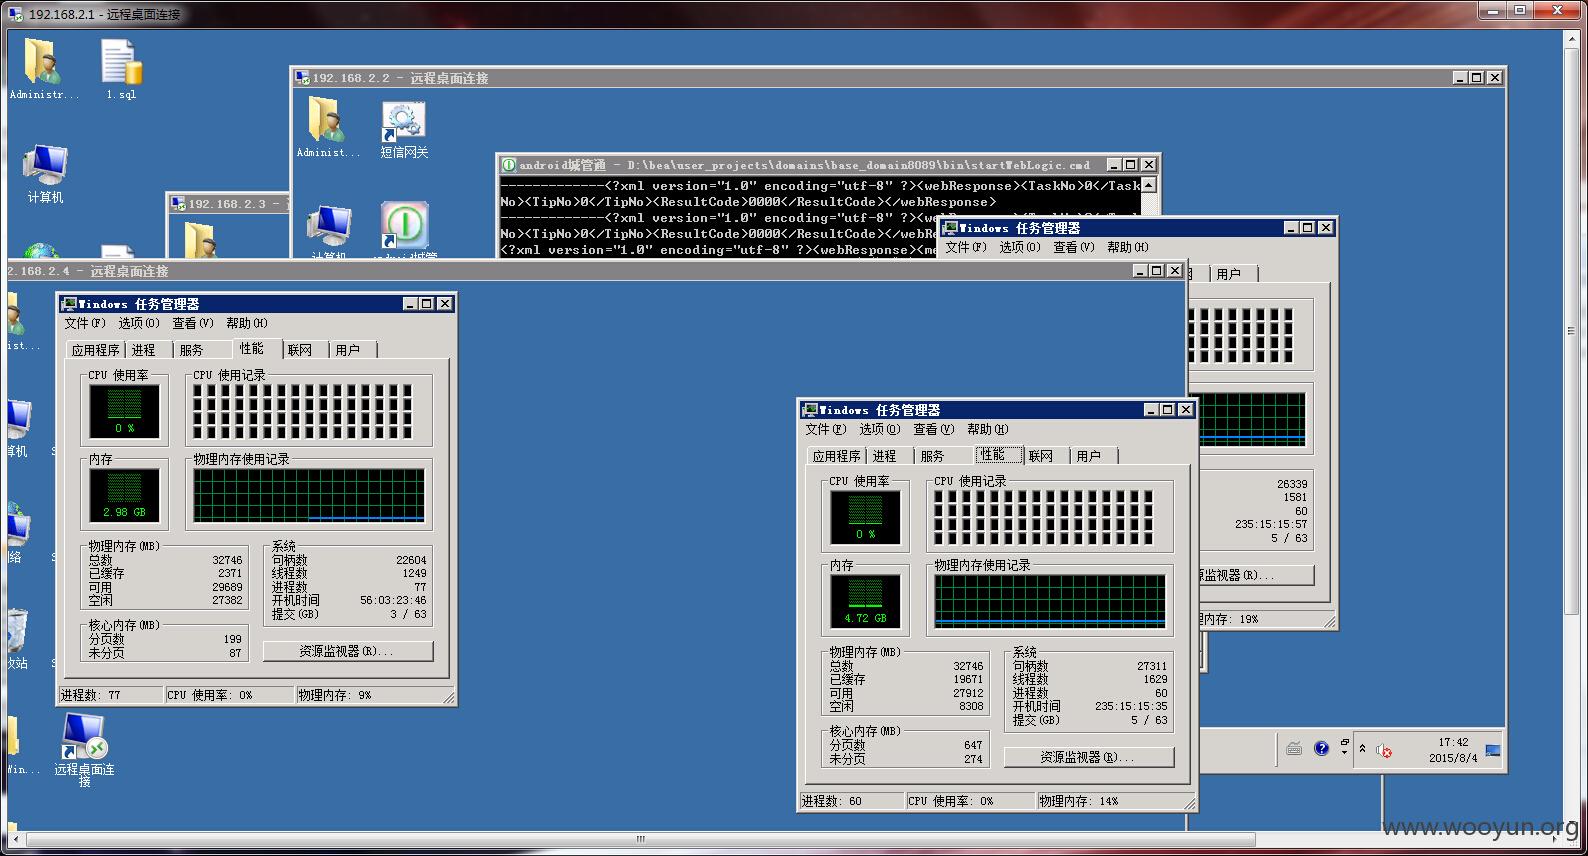 192.168.2.1 - 远程桌面连接
Administr...
1.sql
计算机
192.168.2.2 - 远程桌面连接
Administ...
短信网关
计算机
android城管
192.168.2.3 -
android城管通 - D:\bea\user_projects\domains\base_domain8089\bin\startWebLogic.cmd
-------------<?xml version="1.0" encoding="utf-8" ?><webResponse><TaskNo>0</Task
No><TipNo>0</TipNo><ResultCode>0000</ResultCode></webResponse>
-------------<?xml version="1.0" encoding="utf-8" ?>
No><TipNo>0</TipNo><ResultCode>0000</ResultCode></w
<?xml version="1.0" encoding="utf-8" ?><webResponse><me
Windows 任务管理器
文件(F) 选项(O) 查看(V) 帮助(H)
用户
26339
1581
60
235:15:15:57
5 / 63
源监视器(R)...
理内存: 19%
2.168.2.4 - 远程桌面连接
ist...
算机
络
收站
Win...
远程桌面连
接
Windows 任务管理器
文件(F) 选项(O) 查看(V) 帮助(H)
应用程序 进程 服务 性能 联网 用户
CPU 使用率
CPU 使用记录
0 %
内存
物理内存使用记录
2.98 GB
物理内存(MB)
总数 32746
已缓存 2371
可用 29689
空闲 27382
系统
句柄数 22604
线程数 1249
进程数 77
开机时间 56:03:23:46
提交(GB) 3 / 63
核心内存(MB)
分页数 199
未分页 87
资源监视器(R)...
进程数: 77 CPU 使用率: 0% 物理内存: 9%
Windows 任务管理器
文件(F) 选项(O) 查看(V) 帮助(H)
应用程序 进程 服务 性能 联网 用户
CPU 使用率
CPU 使用记录
0 %
内存
物理内存使用记录
4.72 GB
物理内存(MB)
总数 32746
已缓存 19671
可用 27912
空闲 8308
系统
句柄数 27311
线程数 1629
进程数 60
开机时间 235:15:15:35
提交(GB) 5 / 63
核心内存(MB)
分页数 647
未分页 274
资源监视器(R)...
进程数: 60 CPU 使用率: 0% 物理内存: 14%
17:42
2015/8/4
www.wooyun.org